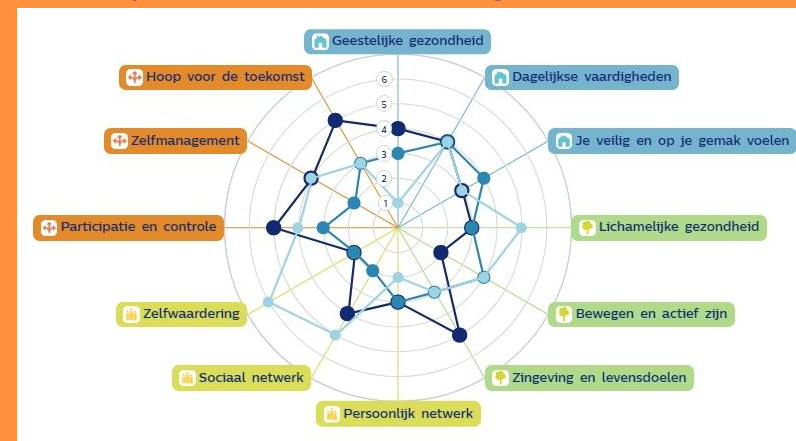 Geestelijke gezondheid
Hoop voor de toekomst
Dagelijkse vaardigheden
Zelfmanagement
Je veilig en op je gemak voelen
Participatie en controle
Lichamelijke gezondheid
Zelfwaardering
Bewegen en actief zijn
Sociaal netwerk
Zingeving en levensdoelen
Persoonlijk netwerk
6
5
4
3
2
1